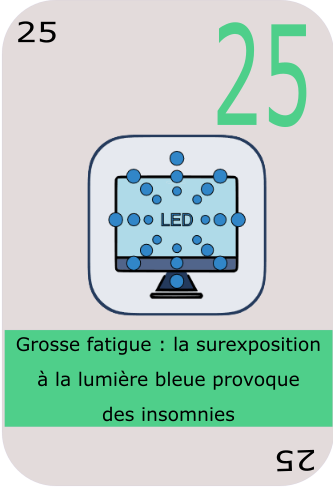 25
25
LED
Grosse fatigue : la surexposition
à la lumière bleue provoque
des insomnies
25